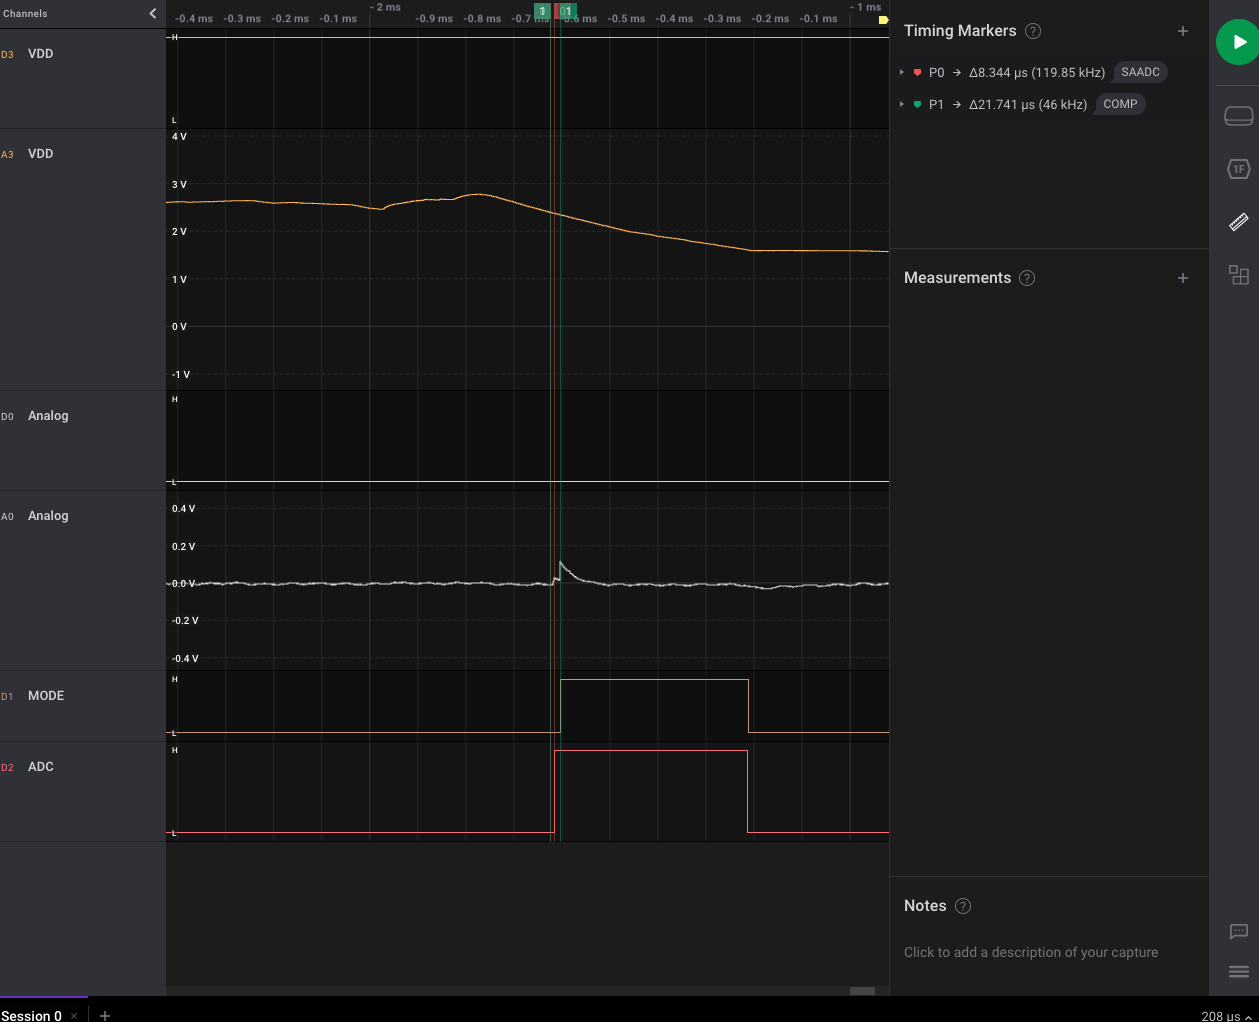 Channels
- 2 ms
- 1 ms
-0.4 ms -0.3 ms -0.2 ms -0.1 ms -0.9 ms -0.8 ms -0.7 ms 1 01 0.6 ms -0.5 ms -0.4 ms -0.3 ms -0.2 ms -0.1 ms
D3 VDD
H
L
A3 VDD
4 V
3 V
2 V
1 V
0 V
-1 V
D0 Analog
H
L
A0 Analog
0.4 V
0.2 V
0.0 V
-0.2 V
-0.4 V
D1 MODE
H
L
D2 ADC
H
L
Timing Markers ? +
P0 → Δ8.344 µs (119.85 kHz) SAADC
P1 → Δ21.741 µs (46 kHz) COMP
Measurements ? +
1F
Notes ?
Click to add a description of your capture
Session 0 × +
208 µs